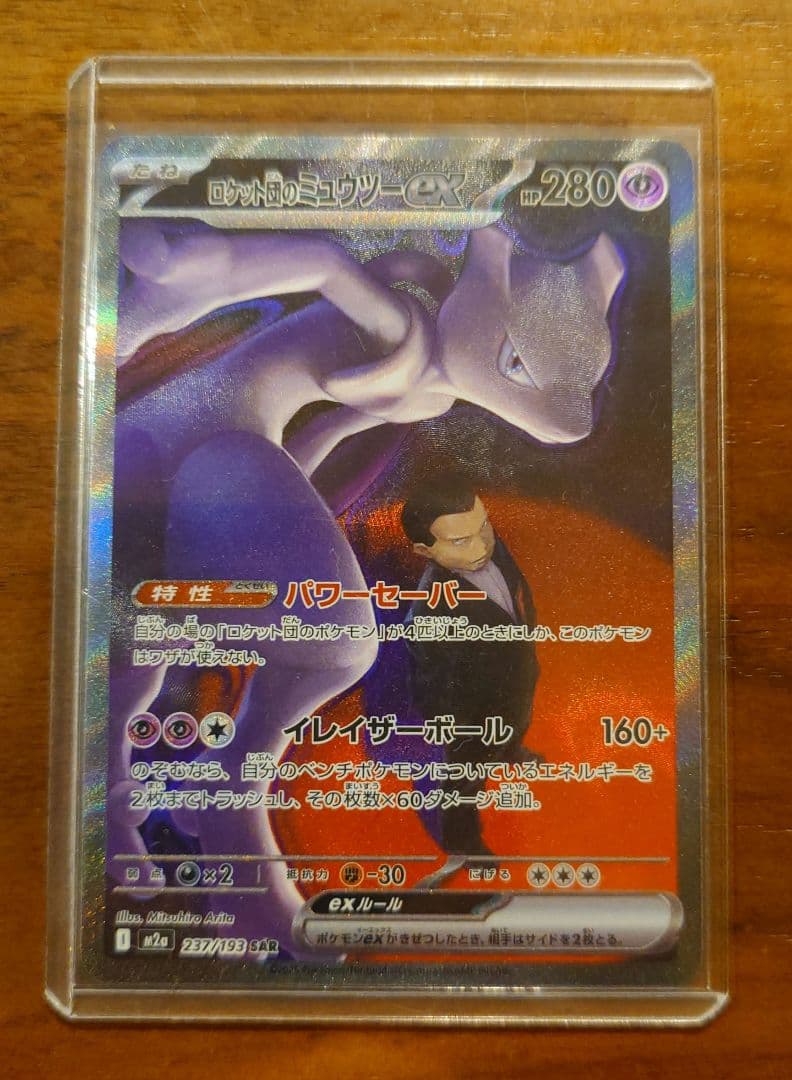 たね ロケット団のミュウツーex HP280
特性 とくせい パワーセーバー
自分の場の「ロケット団のポケモン」が4匹以上のときにしか、このポケモン
はワザが使えない。
イレイザーボール 160+
のぞむなら、自分のベンチポケモンについているエネルギーを
2枚までトラッシュし、その枚数×60ダメージ追加。
弱点 ×2 抵抗力 -30 にげる
exルール
ポケモンexがきぜつしたとき、相手はサイドを2枚とる。
Illus. Mitsuhiro Arita
I M2a 237/193 SAR